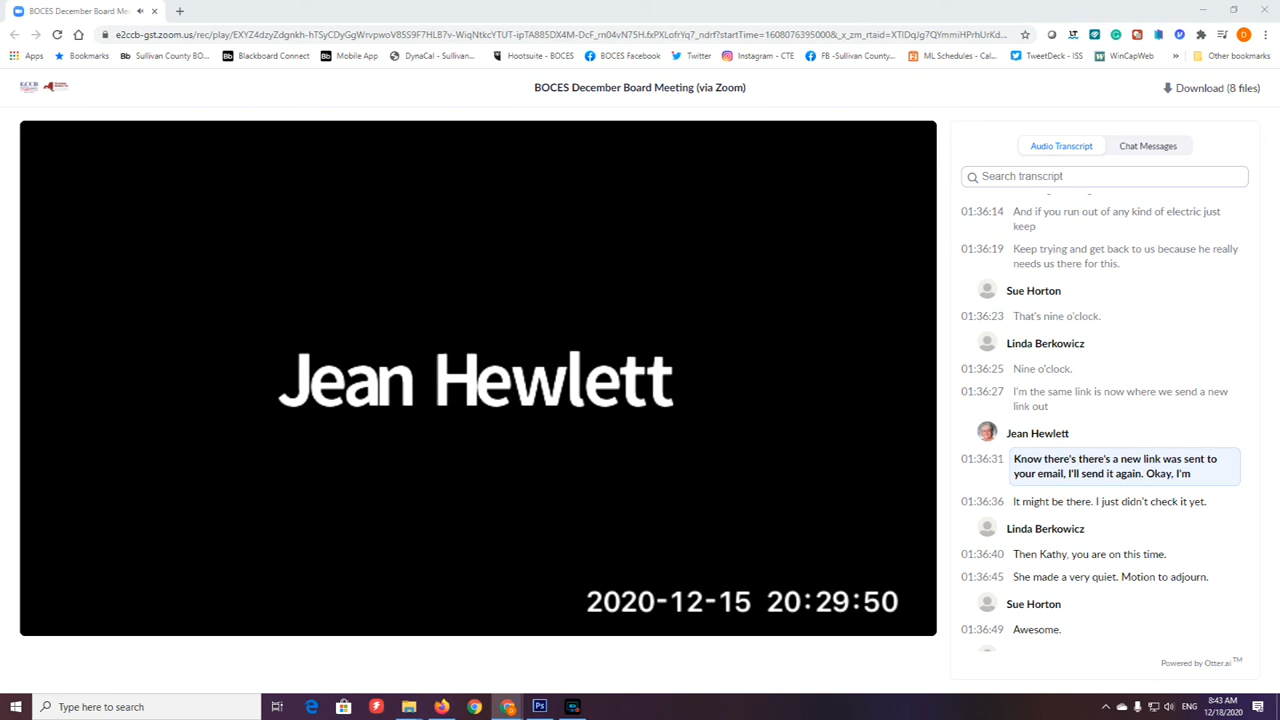 BOCES December Board Me
e2ccb-gst.zoom.us/rec/play/EXYZ4dzyZdgnkh-hTSyCDyGgWrvpwoV85S9F7HLB7v-WiqNtkcYTUT-ipTA885DX4M-DcF_rn04vN75H.fxPXLofrYq7_ndrf?startTime=1608076395000&_x_zm_rtaid=XTlDqJg7QYmmiHPrhUrKd...
Apps
Bookmarks
Bb Sullivan County BO...
Bb Blackboard Connect
Bb Mobile App
DynaCal - Sullivan...
Hootsuite - BOCES
BOCES Facebook
Twitter
Instagram - CTE
FB -Sullivan County...
ML Schedules - Cal...
TweetDeck - ISS
WinCapWeb
»
Other bookmarks
BOCES December Board Meeting (via Zoom)
Download (8 files)
Jean Hewlett
2020-12-15 20:29:50
Audio Transcript
Chat Messages
Search transcript
01:36:14 And if you run out of any kind of electric just
keep
01:36:19 Keep trying and get back to us because he really
needs us there for this.
Sue Horton
01:36:23 That's nine o'clock.
Linda Berkowicz
01:36:25 Nine o'clock.
01:36:27 I'm the same link is now where we send a new
link out
Jean Hewlett
01:36:31 Know there's there's a new link was sent to
your email, I'll send it again. Okay, I'm
01:36:36 It might be there. I just didn't check it yet.
Linda Berkowicz
01:36:40 Then Kathy, you are on this time.
01:36:45 She made a very quiet. Motion to adjourn.
Sue Horton
01:36:49 Awesome.
Powered by Otter.ai TM
Type here to search
ENG
8:43 AM
12/18/2020